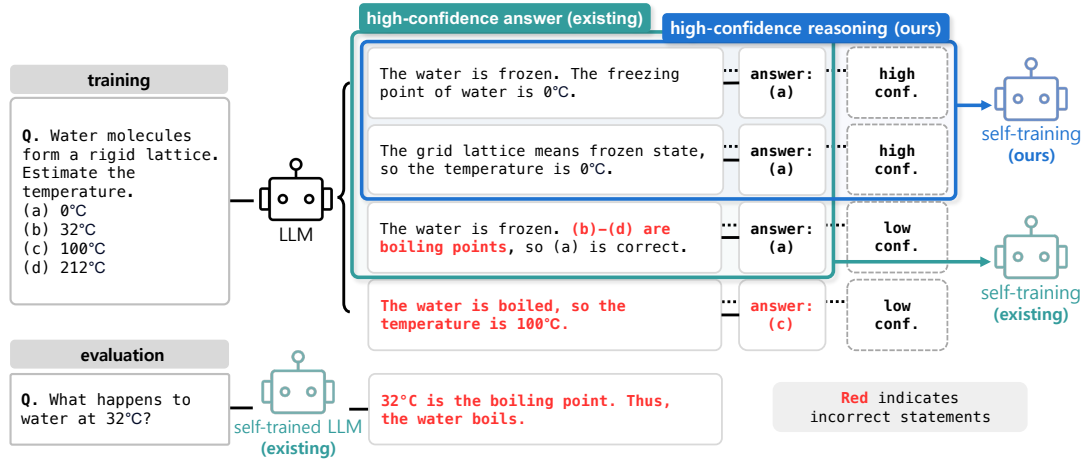 high-confidence answer (existing)
high-confidence reasoning (ours)
training
Q. Water molecules
form a rigid lattice.
Estimate the
temperature.
(a) 0℃
(b) 32℃
(c) 100℃
(d) 212℃
LLM
The water is frozen. The freezing
point of water is 0℃.
answer:
(a)
high
conf.
The grid lattice means frozen state,
so the temperature is 0℃.
answer:
(a)
high
conf.
The water is frozen. (b)–(d) are
boiling points, so (a) is correct.
answer:
(a)
low
conf.
The water is boiled, so the
temperature is 100℃.
answer:
(c)
low
conf.
self-training
(ours)
self-training
(existing)
evaluation
Q. What happens to
water at 32℃?
self-trained LLM
(existing)
32℃ is the boiling point. Thus,
the water boils.
Red indicates
incorrect statements